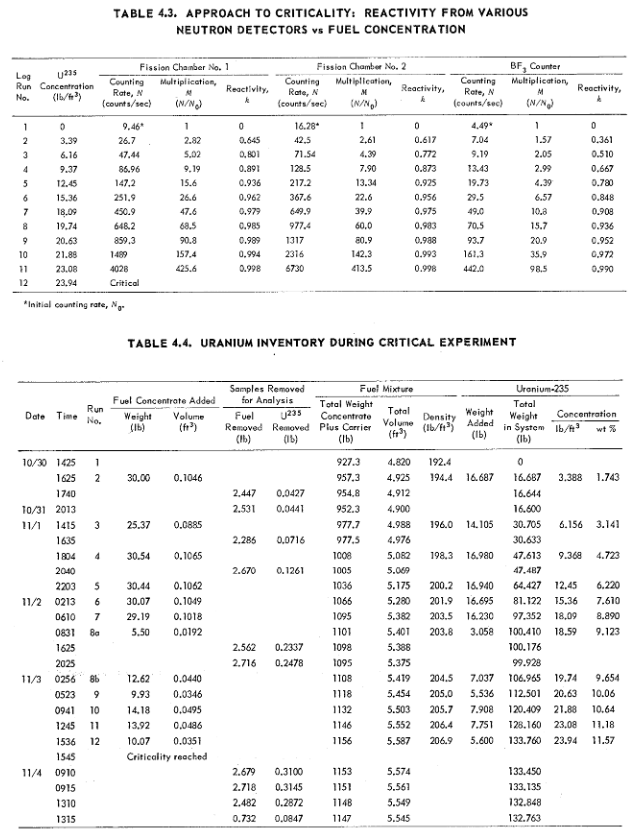 TABLE 4.3. APPROACH TO CRITICALITY: REACTIVITY FROM VARIOUS
NEUTRON DETECTORS vs FUEL CONCENTRATION
Log Run No. U235 Concentration (lb/ft3) Fission Chamber No. 1 Fission Chamber No. 2 BF3 Counter
Counting Rate, N (counts/sec) Multiplication, M (N/N0) Reactivity, k Counting Rate, N (counts/sec) Multiplication, M (N/N0) Reactivity, k Counting Rate, N (counts/sec) Multiplication, M (N/N0) Reactivity, k
1 0 9.46* 1 0 16.28* 1 0 4.49* 1 0
2 3.39 26.7 2.82 0.645 42.5 2.61 0.617 7.04 1.57 0.361
3 6.16 47.44 5.02 0.801 71.54 4.39 0.772 9.19 2.05 0.510
4 9.37 86.96 9.19 0.891 128.5 7.90 0.873 13.43 2.99 0.667
5 12.45 147.2 15.6 0.936 217.2 13.34 0.925 19.73 4.39 0.780
6 15.36 251.9 26.6 0.962 367.6 22.6 0.956 29.5 6.57 0.848
7 18.09 450.9 47.6 0.979 649.9 39.9 0.975 49.0 10.8 0.908
8 19.74 648.2 68.5 0.985 977.4 60.0 0.983 70.5 15.7 0.936
9 20.63 859.3 90.8 0.989 1317 80.9 0.988 93.7 20.9 0.952
10 21.88 1489 157.4 0.994 2316 142.3 0.993 161.3 35.9 0.972
11 23.08 4028 425.6 0.998 6730 413.5 0.998 442.0 98.5 0.990
12 23.94 Critical
*Initial counting rate, N0.
TABLE 4.4. URANIUM INVENTORY DURING CRITICAL EXPERIMENT
Date Time Run No. Fuel Concentrate Added Samples Removed for Analysis Fuel Mixture Uranium-235
Weight (lb) Volume (ft3) Fuel Removed (lb) U235 Removed (lb) Total Weight Concentrate Plus Carrier (lb) Total Volume (ft3) Density (lb/ft3) Weight Added (lb) Total Weight in System (lb) Concentration lb/ft3 wt %
10/30 1425 1 927.3 4.820 192.4 0
1625 2 30.00 0.1046 957.3 4.925 194.4 16.687 16.687 3.388 1.743
1740 2.447 0.0427 954.8 4.912 16.644
10/31 2013 2.531 0.0441 952.3 4.900 16.600
11/1 1415 3 25.37 0.0885 977.7 4.988 196.0 14.105 30.705 6.156 3.141
1635 2.286 0.0716 977.5 4.976 30.633
1804 4 30.54 0.1065 1008 5.082 198.3 16.980 47.613 9.368 4.723
2040 2.670 0.1261 1005 5.069 47.487
2203 5 30.44 0.1062 1036 5.175 200.2 16.940 64.427 12.45 6.220
11/2 0213 6 30.07 0.1049 1066 5.280 201.9 16.695 81.122 15.36 7.610
0610 7 29.19 0.1018 1095 5.382 203.5 16.230 97.352 18.09 8.890
0831 8a 5.50 0.0192 1101 5.401 203.8 3.058 100.410 18.59 9.123
1625 2.562 0.2337 1098 5.388 100.176
2025 2.716 0.2478 1095 5.375 99.928
11/3 0256 8b 12.62 0.0440 1108 5.419 204.5 7.037 106.965 19.74 9.654
0523 9 9.93 0.0346 1118 5.454 205.0 5.536 112.501 20.63 10.06
0941 10 14.18 0.0495 1132 5.503 205.7 7.908 120.409 21.88 10.64
1245 11 13.92 0.0486 1146 5.552 206.4 7.751 128.160 23.08 11.18
1536 12 10.07 0.0351 1156 5.587 206.9 5.600 133.760 23.94 11.57
1545 Criticality reached
11/4 0910 2.679 0.3100 1153 5.574 133.450
0915 2.718 0.3145 1151 5.561 133.135
1310 2.482 0.2872 1148 5.549 132.848
1315 0.732 0.0847 1147 5.545 132.763